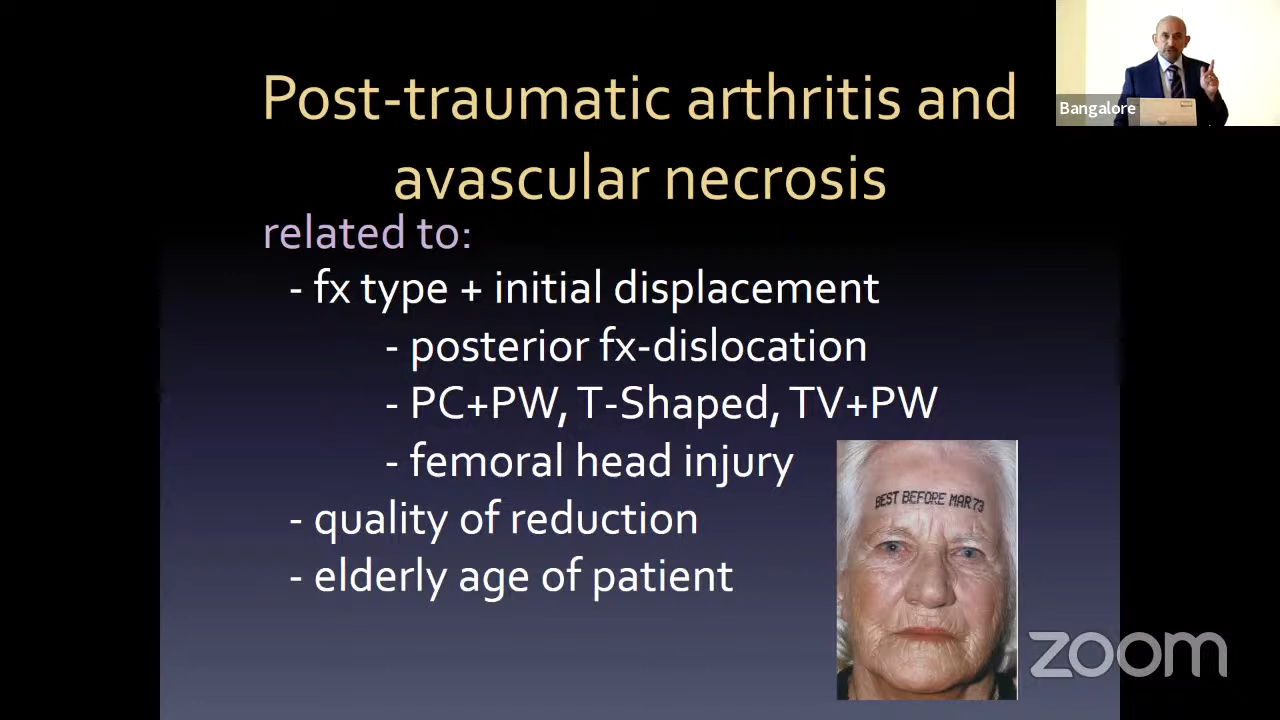 Post-traumatic arthritis and
avascular necrosis
related to:
- fx type + initial displacement
- posterior fx-dislocation
- PC+PW, T-Shaped, TV+PW
- femoral head injury
- quality of reduction
- elderly age of patient
BEST BEFORE MAR 73
Bangalore
zoom